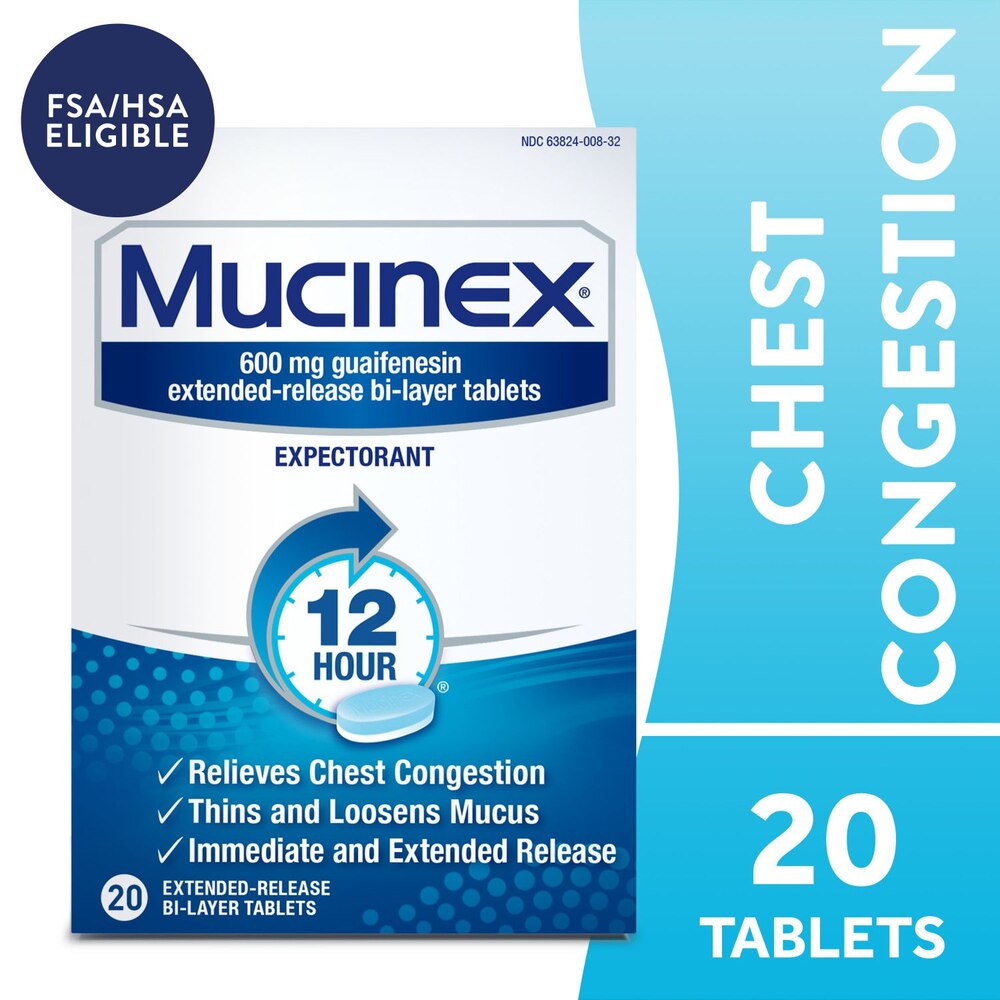 FSA/HSA
ELIGIBLE
NDC 63824-008-32
Mucinex®
600 mg guaifenesin
extended-release bi-layer tablets
EXPECTORANT
12
HOUR
®
✓ Relieves Chest Congestion
✓ Thins and Loosens Mucus
✓ Immediate and Extended Release
20 EXTENDED-RELEASE
BI-LAYER TABLETS
CHEST
CONGESTION
20
TABLETS